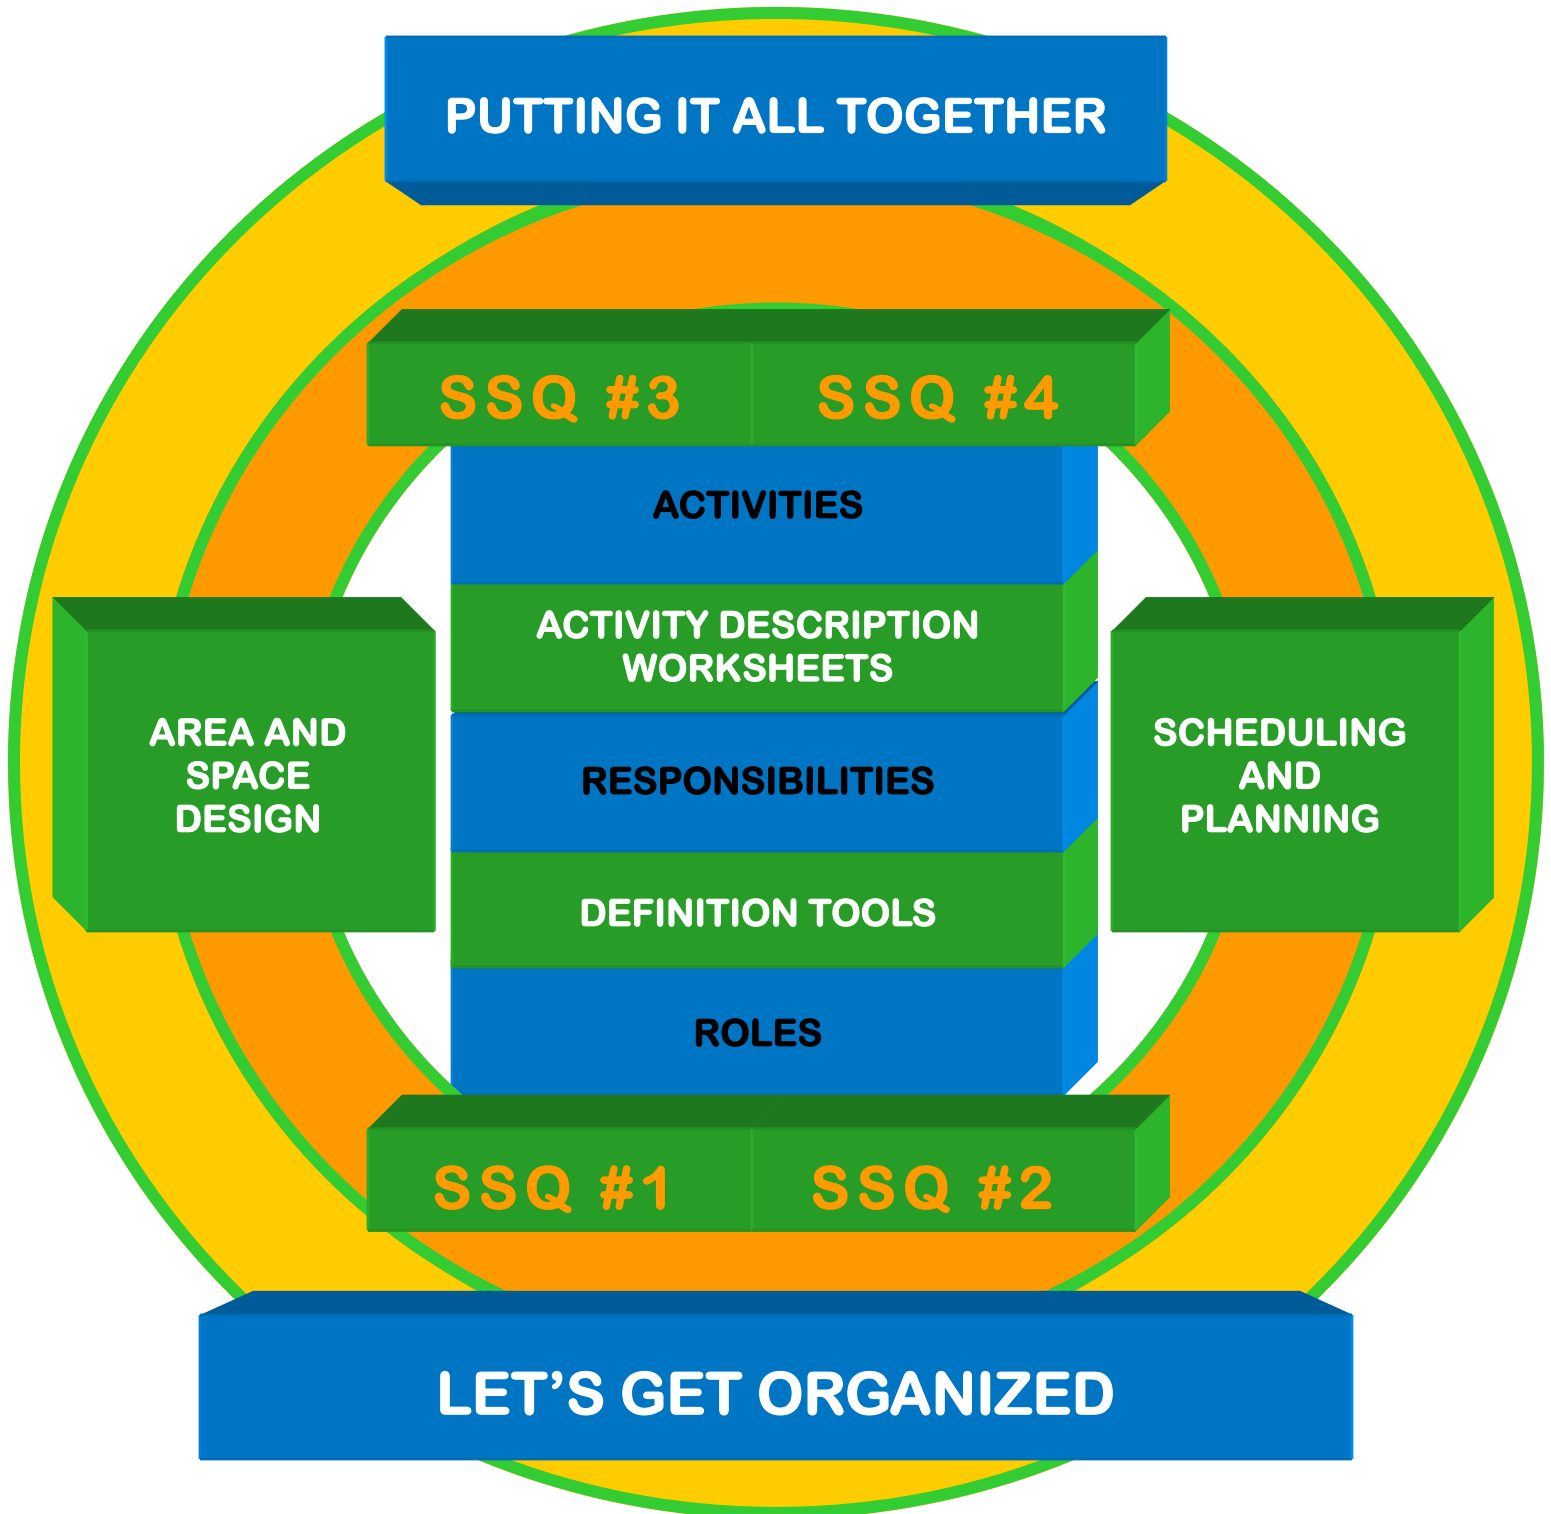 PUTTING IT ALL TOGETHER
SSQ #3
SSQ #4
ACTIVITIES
ACTIVITY DESCRIPTION
WORKSHEETS
AREA AND
SPACE
DESIGN
RESPONSIBILITIES
SCHEDULING
AND
PLANNING
DEFINITION TOOLS
ROLES
SSQ #1
SSQ #2
LET’S GET ORGANIZED